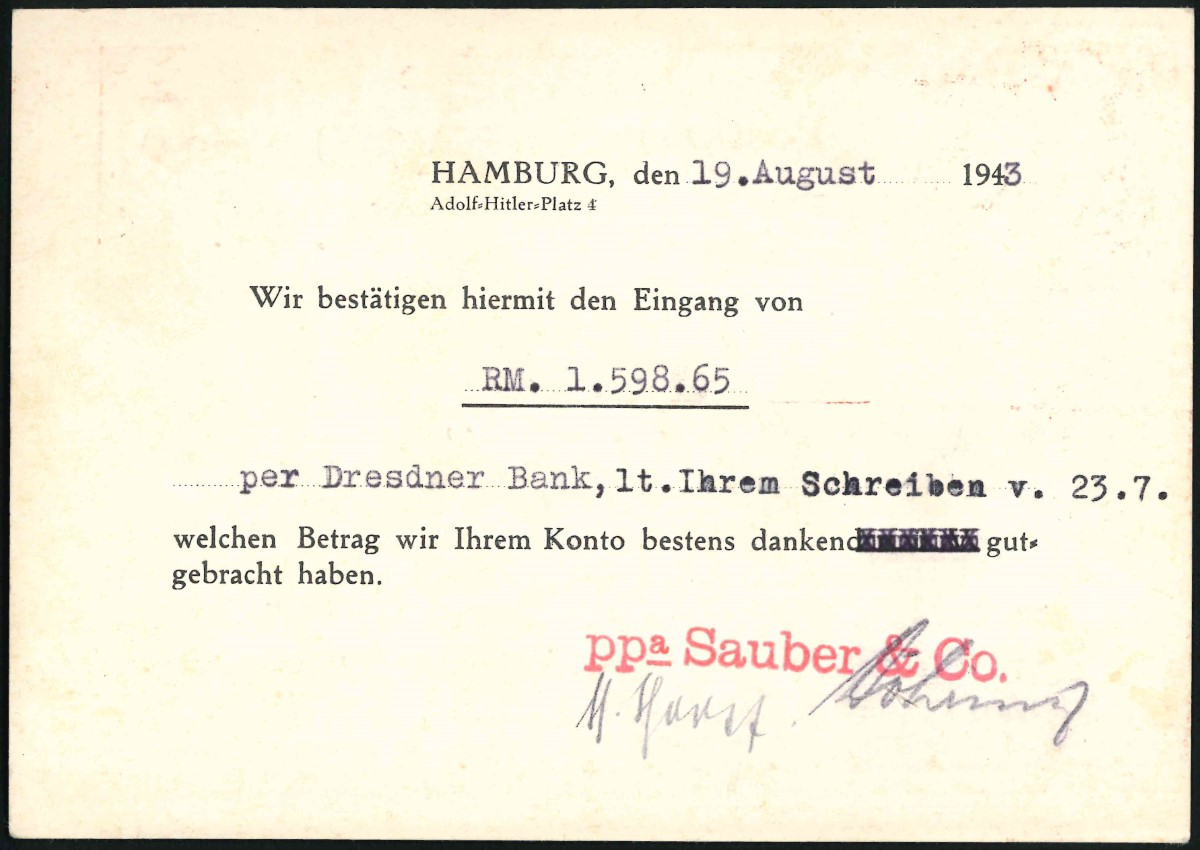 HAMBURG, den 19.August 1943
Adolf-Hitler-Platz 4
Wir bestätigen hiermit den Eingang von
RM. 1.598.65
per Dresdner Bank, lt.Ihrem Schreiben v. 23.7.
welchen Betrag wir Ihrem Konto bestens dankend gut-
gebracht haben.
ppa Sauber & Co.